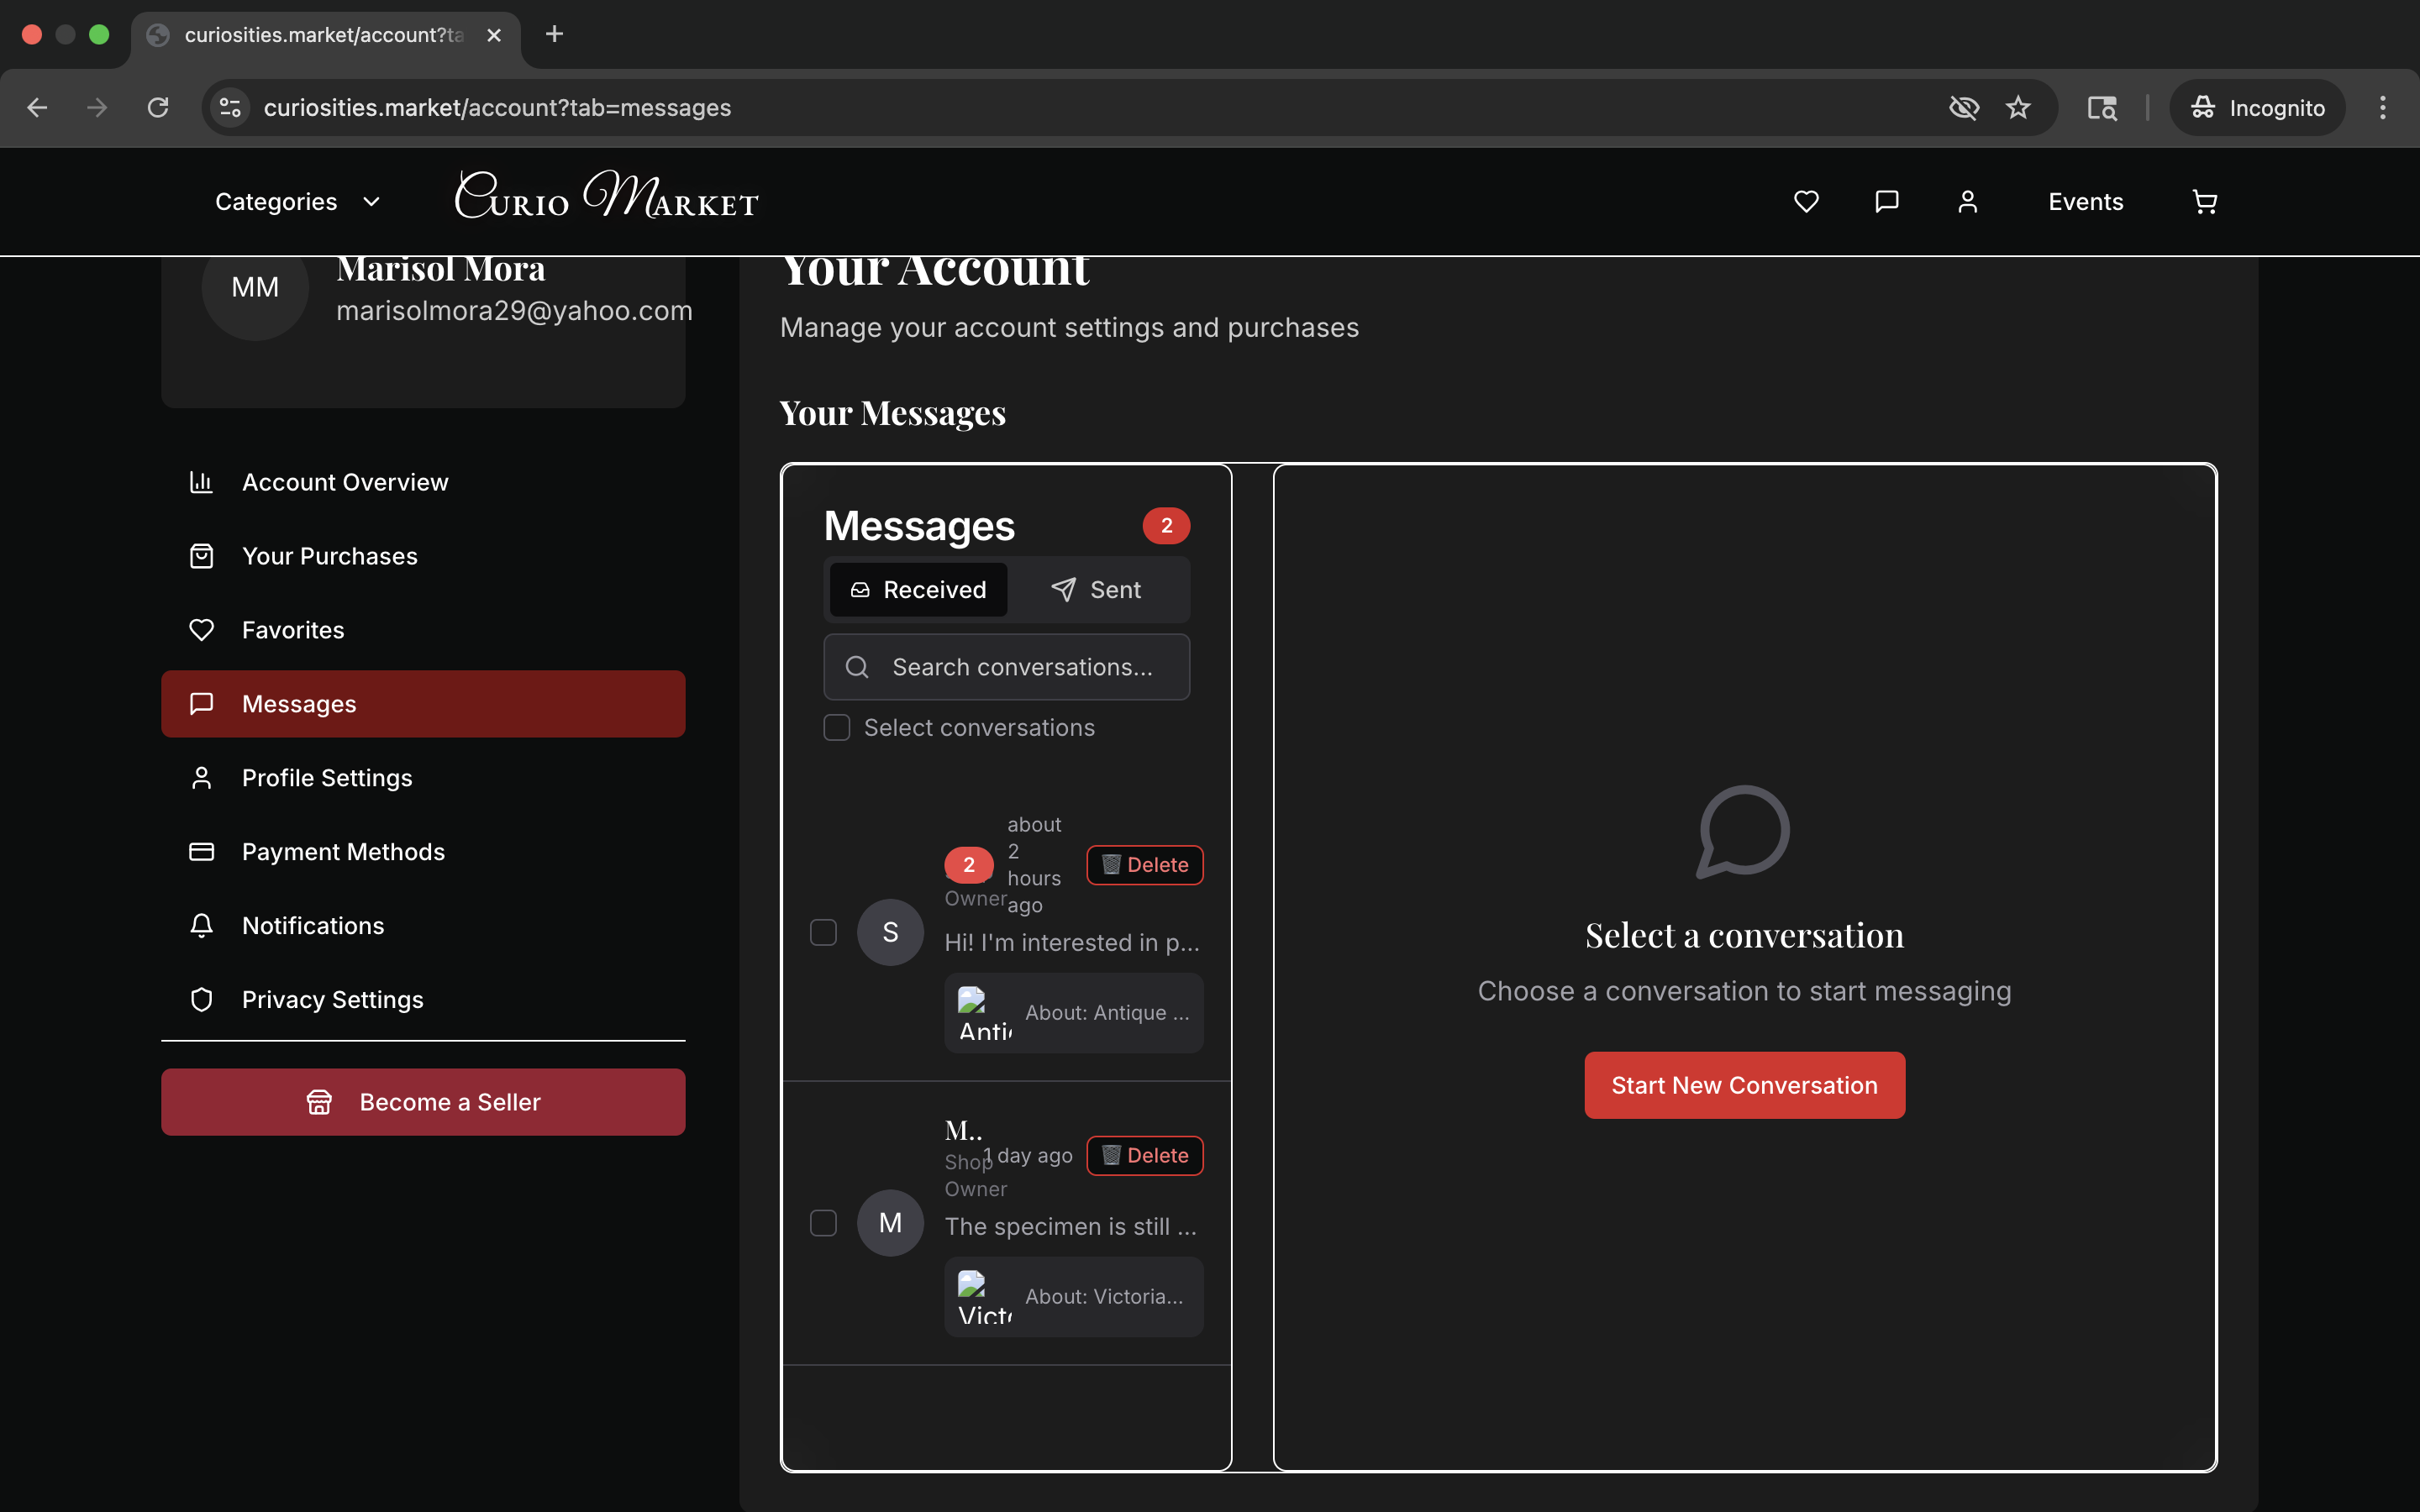 curiosities.market/account?ta
curiosities.market/account?tab=messages
Incognito
Categories
Curio Market
Events
MM
Marisol Mora
marisolmora29@yahoo.com
Account Overview
Your Purchases
Favorites
Messages
Profile Settings
Payment Methods
Notifications
Privacy Settings
Become a Seller
Your Account
Manage your account settings and purchases
Your Messages
Messages
2
Received
Sent
Search conversations...
Select conversations
S
2
Owner
about
2
hours
ago
Delete
Hi! I'm interested in p...
Antic
About: Antique ...
M
M..
Shop
Owner
1 day ago
Delete
The specimen is still ...
Victo
About: Victoria...
Select a conversation
Choose a conversation to start messaging
Start New Conversation